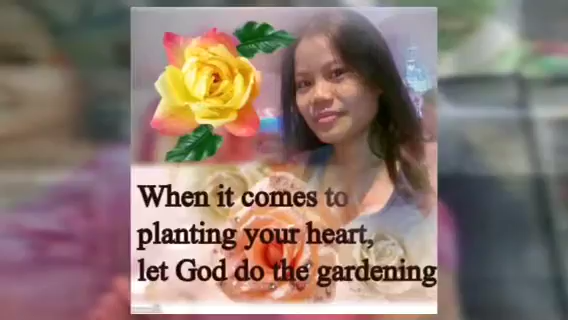 When it comes to
planting your heart,
let God do the gardening